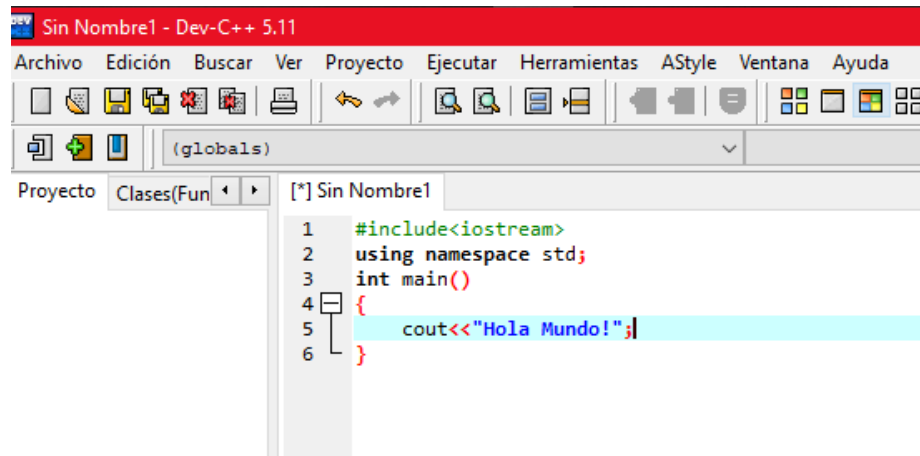 Sin Nombre1 - Dev-C++ 5.11
Archivo Edición Buscar Ver Proyecto Ejecutar Herramientas AStyle Ventana Ayuda
(globals)
Proyecto Clases(Fun [*] Sin Nombre1
1 #include<iostream>
2 using namespace std;
3 int main()
4 {
5 cout<<"Hola Mundo!";
6 }